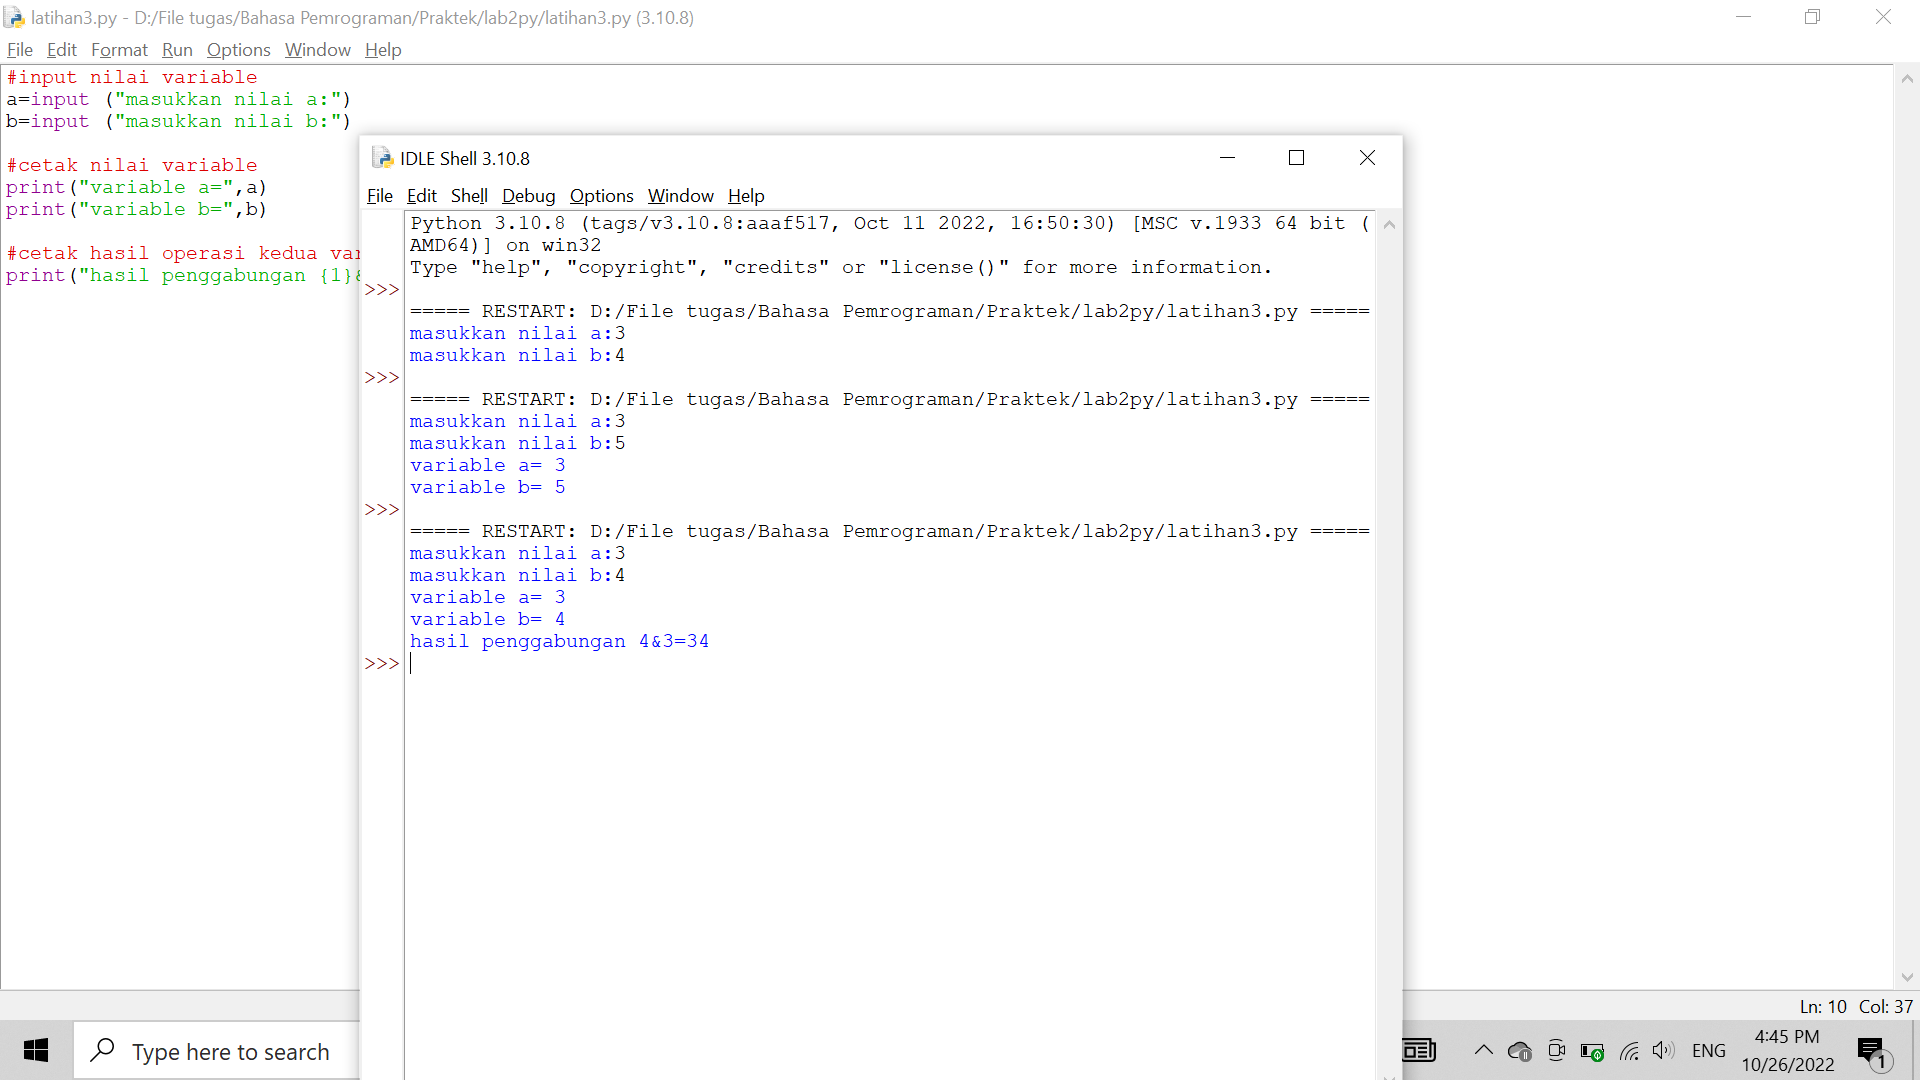 latihan3.py - D:/File tugas/Bahasa Pemrograman/Praktek/lab2py/latihan3.py (3.10.8)
File Edit Format Run Options Window Help
#input nilai variable
a=input ("masukkan nilai a:")
b=input ("masukkan nilai b:")
#cetak nilai variable
print("variable a=",a)
print("variable b=",b)
#cetak hasil operasi kedua var
print("hasil penggabungan {1}&
IDLE Shell 3.10.8
File Edit Shell Debug Options Window Help
Python 3.10.8 (tags/v3.10.8:aaaf517, Oct 11 2022, 16:50:30) [MSC v.1933 64 bit (
AMD64)] on win32
Type "help", "copyright", "credits" or "license()" for more information.
>>>
===== RESTART: D:/File tugas/Bahasa Pemrograman/Praktek/lab2py/latihan3.py =====
masukkan nilai a:3
masukkan nilai b:4
>>>
===== RESTART: D:/File tugas/Bahasa Pemrograman/Praktek/lab2py/latihan3.py =====
masukkan nilai a:3
masukkan nilai b:5
variable a= 3
variable b= 5
>>>
===== RESTART: D:/File tugas/Bahasa Pemrograman/Praktek/lab2py/latihan3.py =====
masukkan nilai a:3
masukkan nilai b:4
variable a= 3
variable b= 4
hasil penggabungan 4&3=34
>>>
Ln: 10 Col: 37
Type here to search
ENG
4:45 PM
10/26/2022
1